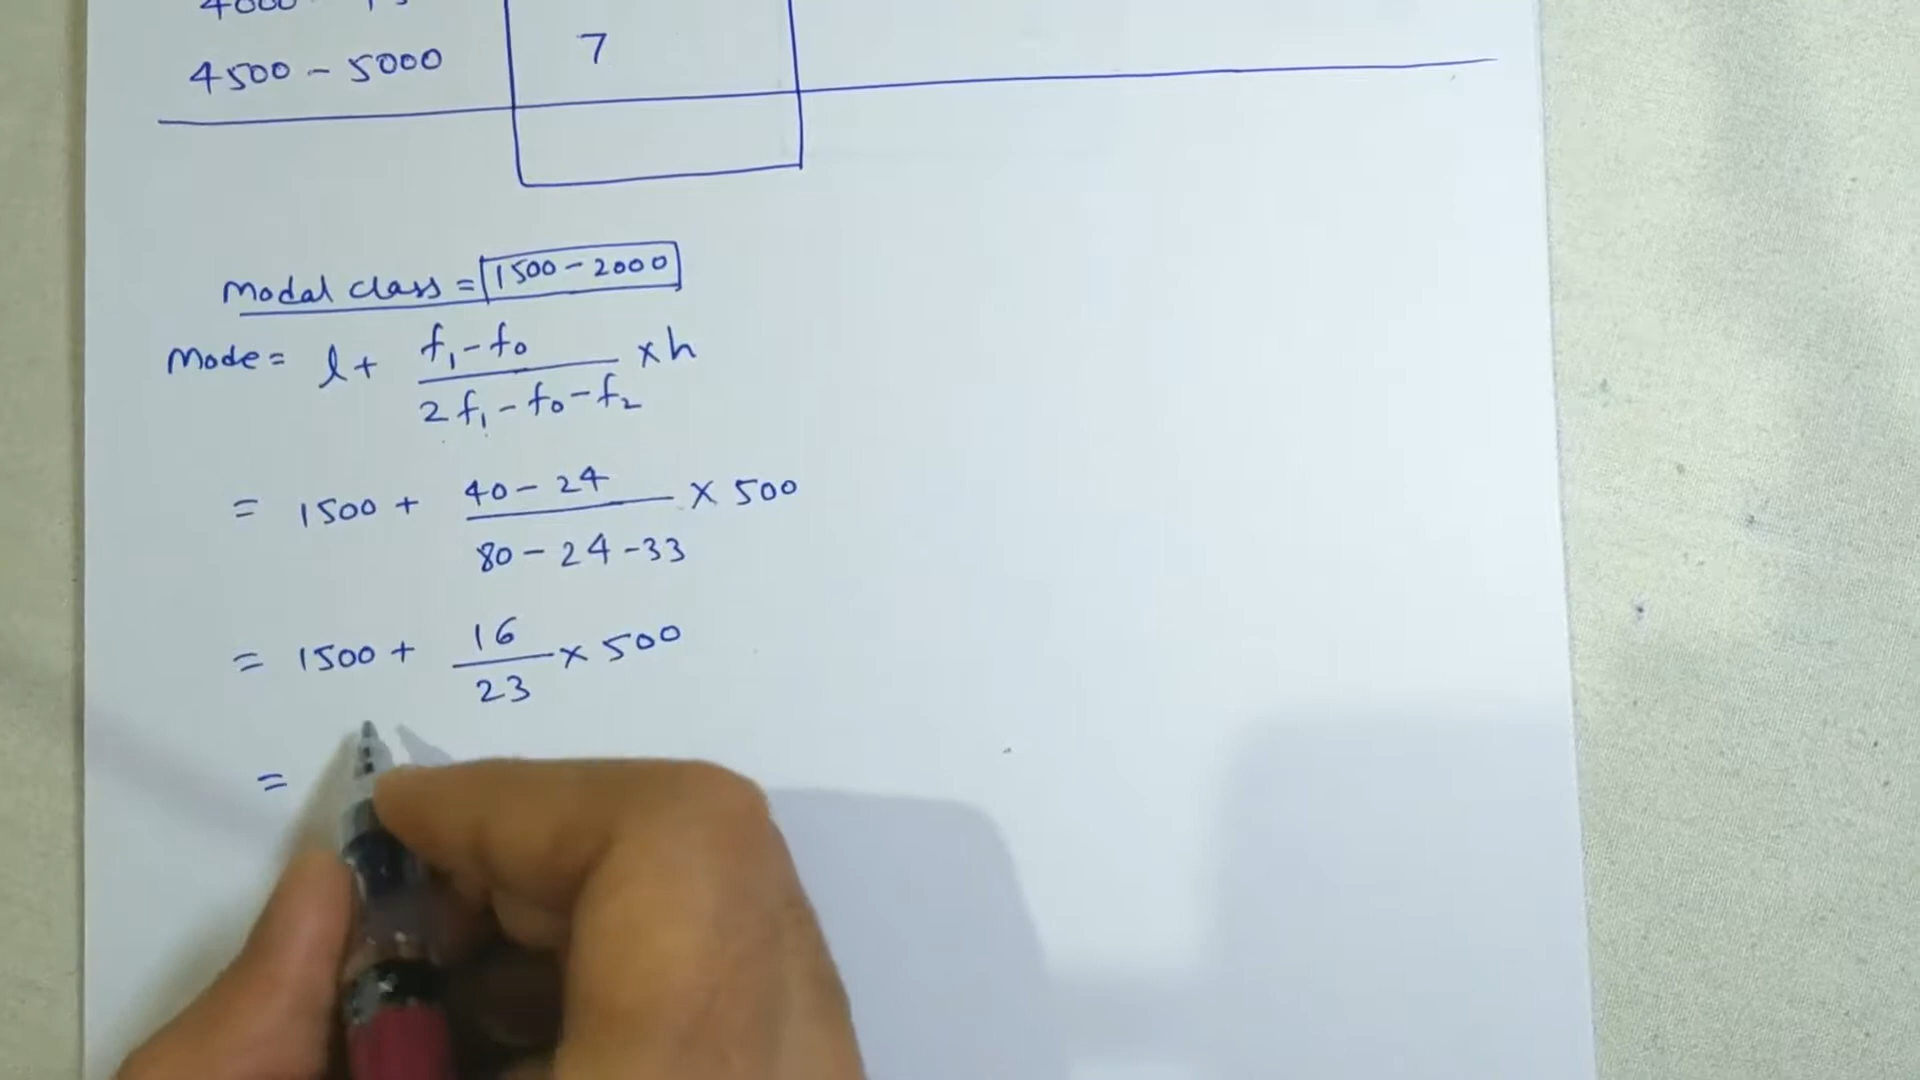 4500 - 5000 7
Modal class = 1500 - 2000
Mode = l + f₁ - f₀ / 2f₁ - f₀ - f₂ × h
= 1500 + 40 - 24 / 80 - 24 - 33 × 500
= 1500 + 16 / 23 × 500
=